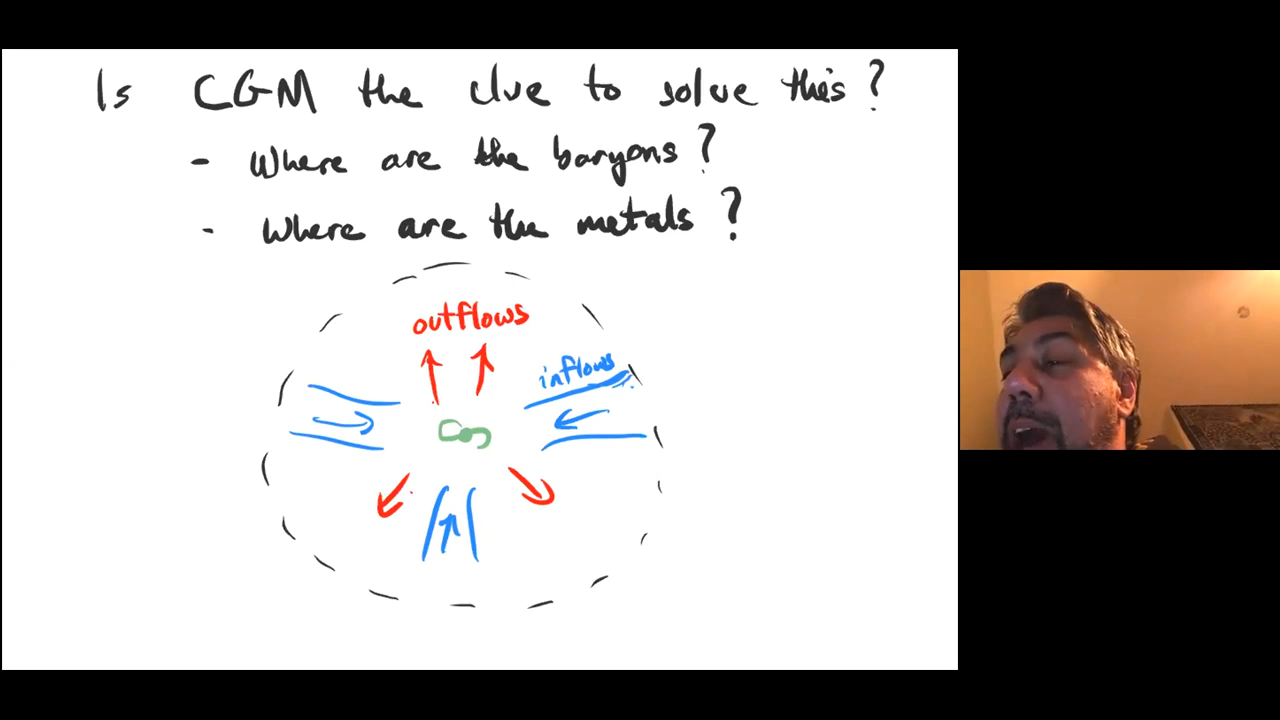 Is CGM the clue to solve this?
- Where are the baryons?
- Where are the metals?
outflows
inflows